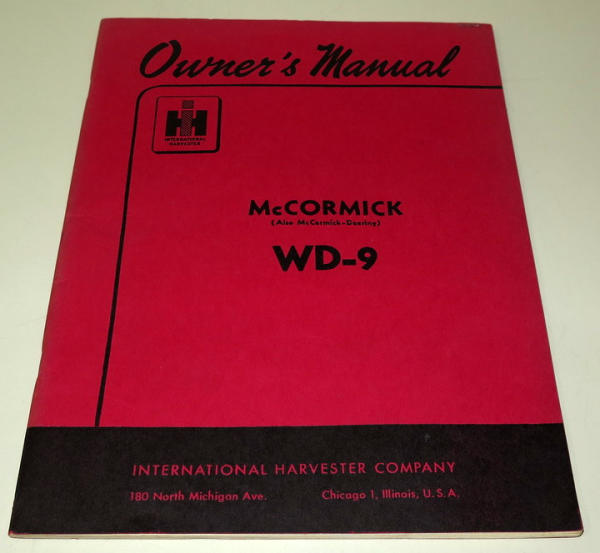 Owner's Manual
IH
INTERNATIONAL
HARVESTER
McCORMICK
(Also McCormick-Deering)
WD-9
INTERNATIONAL HARVESTER COMPANY
180 North Michigan Ave. Chicago 1, Illinois, U.S.A.